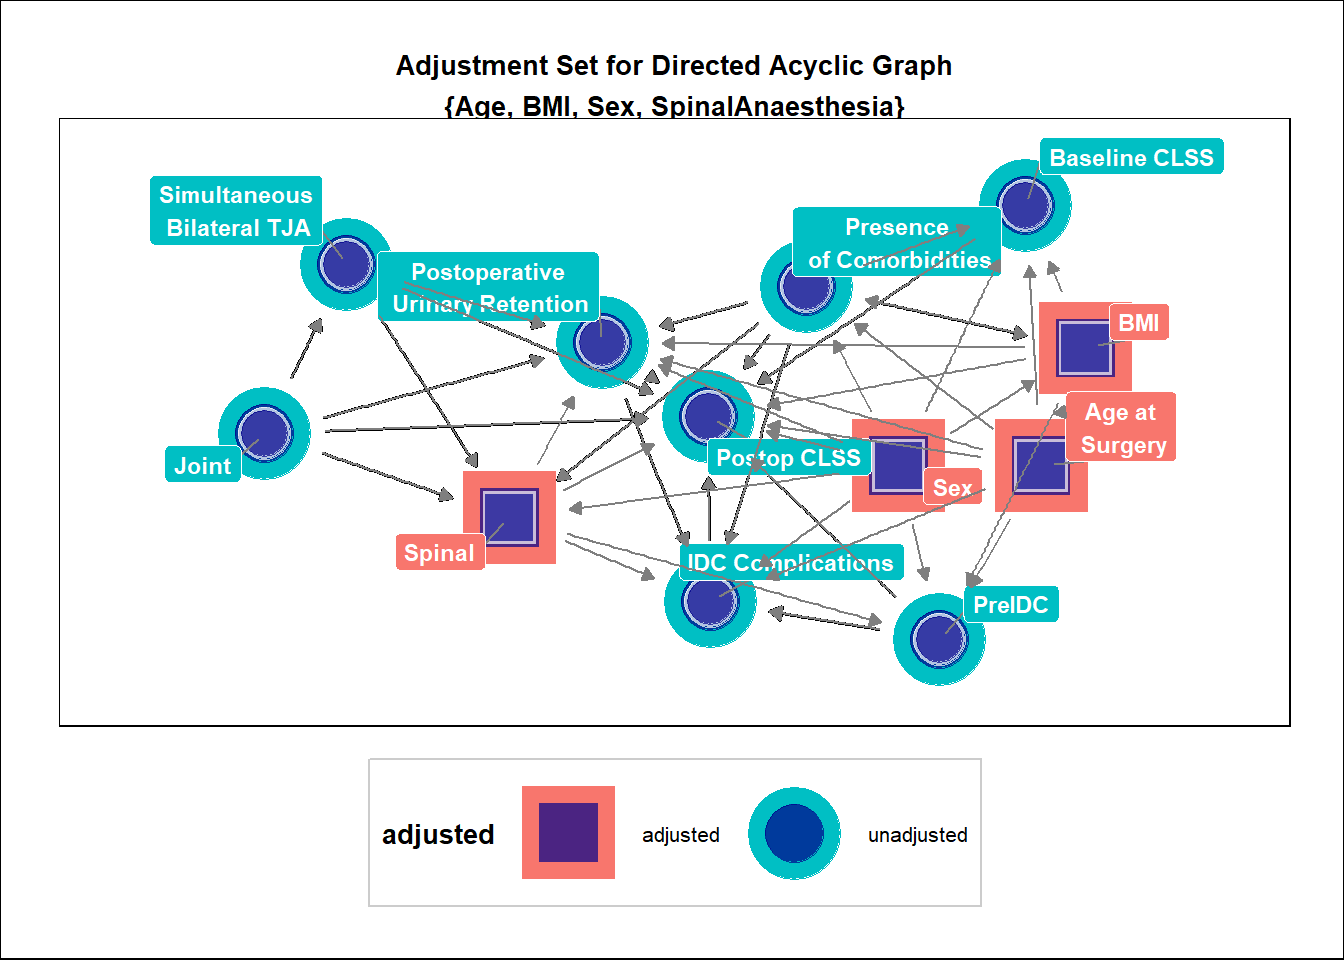 Adjustment Set for Directed Acyclic Graph
{Age, BMI, Sex, SpinalAnaesthesia}
Baseline CLSS
Simultaneous
Bilateral TJA
Presence
of Comorbidities
Postoperative
Urinary Retention
BMI
Age at
Surgery
Joint
Postop CLSS
Sex
Spinal
IDC Complications
PreIDC
adjusted
adjusted
unadjusted